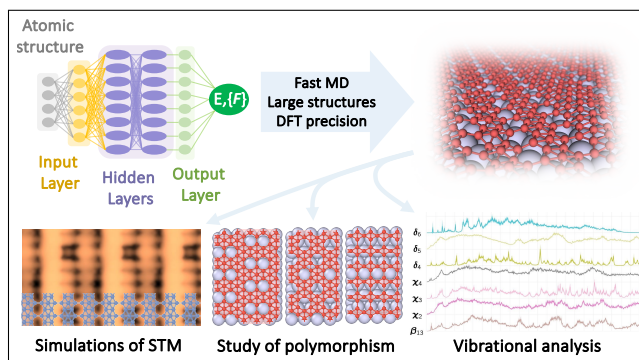 Atomic
structure
Input
Layer
Hidden
Layers
Output
Layer
E,{F}
Fast MD
Large structures
DFT precision
δ6
δ5
δ4
χ4
χ3
χ2
β13
Simulations of STM
Study of polymorphism
Vibrational analysis